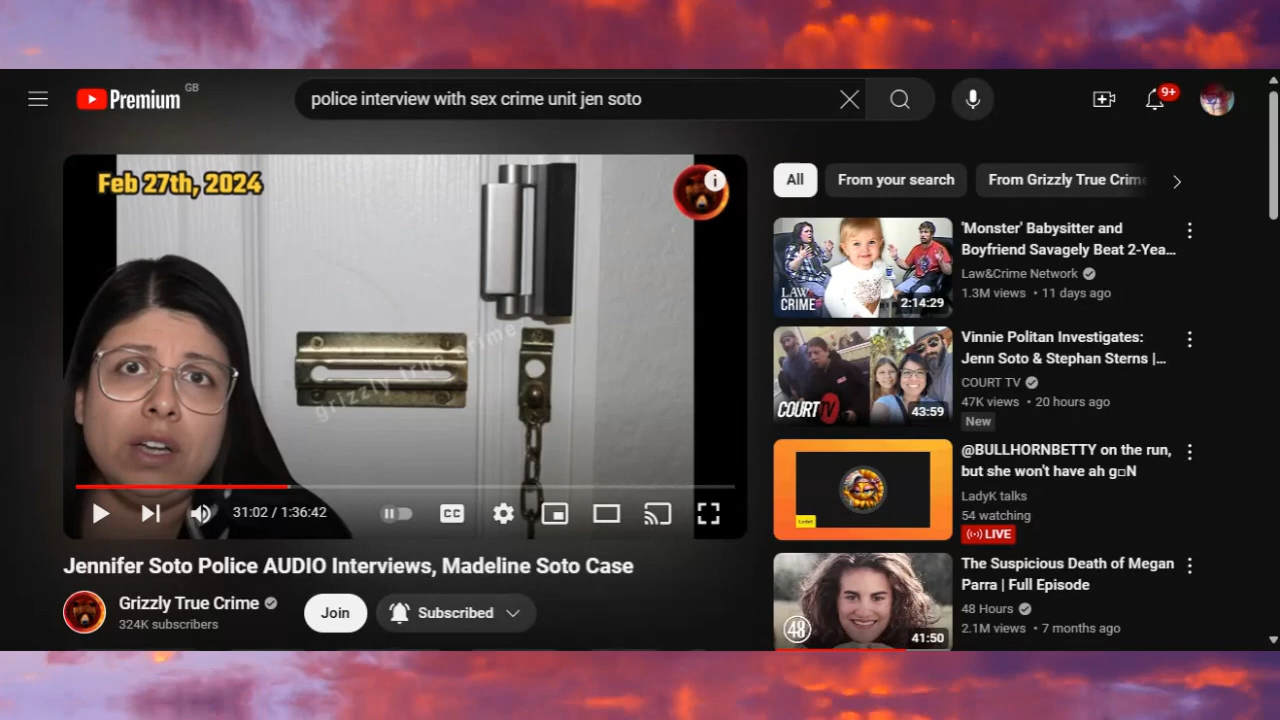 Premium
GB
police interview with sex crime unit jen soto
9+
Feb 27th, 2024
grizzly true crime
31:02 / 1:36:42
CC
Jennifer Soto Police AUDIO Interviews, Madeline Soto Case
Grizzly True Crime
324K subscribers
Join
Subscribed
All
From your search
From Grizzly True Crime
LAW&
CRIME
2:14:29
'Monster' Babysitter and
Boyfriend Savagely Beat 2-Yea...
Law&Crime Network
1.3M views • 11 days ago
COURT TV
43:59
Vinnie Politan Investigates:
Jenn Soto & Stephan Sterns |...
COURT TV
47K views • 20 hours ago
New
@BULLHORNBETTY on the run,
but she won't have ah g□N
LadyK talks
54 watching
LIVE
48
41:50
The Suspicious Death of Megan
Parra | Full Episode
48 Hours
2.1M views • 7 months ago